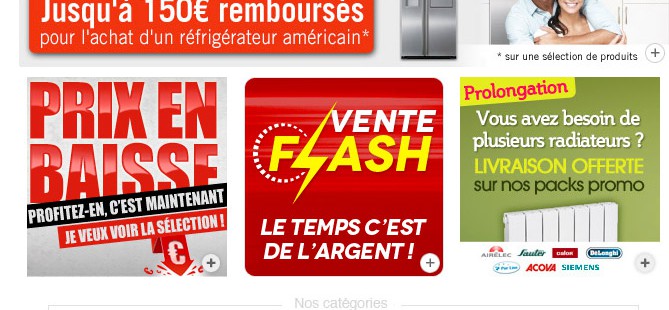 Jusqu'à 150€ remboursés
pour l'achat d'un réfrigérateur américain*
* sur une sélection de produits
PRIX EN
BAISSE
PROFITEZ-EN, C'EST MAINTENANT
JE VEUX VOIR LA SÉLECTION !
€
VENTE
FLASH
LE TEMPS C'EST
DE L'ARGENT !
Prolongation
Vous avez besoin de
plusieurs radiateurs ?
LIVRAISON OFFERTE
sur nos packs promo
AIRELEC Sauter DeLonghi
ACOVA SIEMENS
Nos catégories